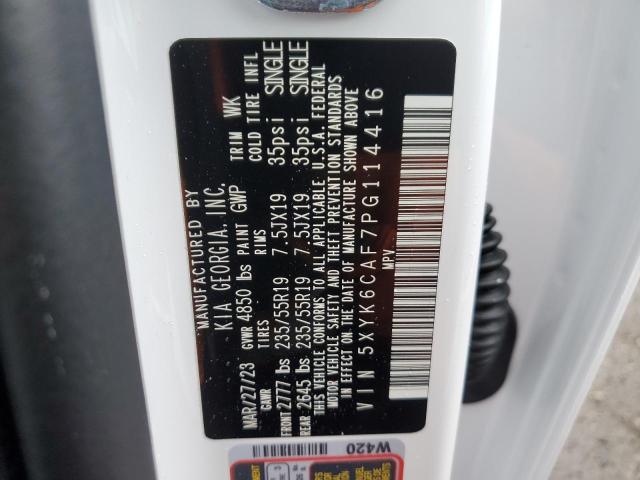 MANUFACTURED BY
KIA GEORGIA, INC.
MAR/27/23 GVWR 4850 lbs PAINT GWP TRIM WK
GAWR TIRES RIMS COLD TIRE INFL
FRONT 2777 lbs 235/55R19 7.5JX19 35psi SINGLE
REAR 2645 lbs 235/55R19 7.5JX19 35psi SINGLE
THIS VEHICLE CONFORMS TO ALL APPLICABLE U.S.A. FEDERAL
MOTOR VEHICLE SAFETY AND THEFT PREVENTION STANDARDS
IN EFFECT ON THE DATE OF MANUFACTURE SHOWN ABOVE
VIN 5XYK6CAF7PG114416
MPV
W420